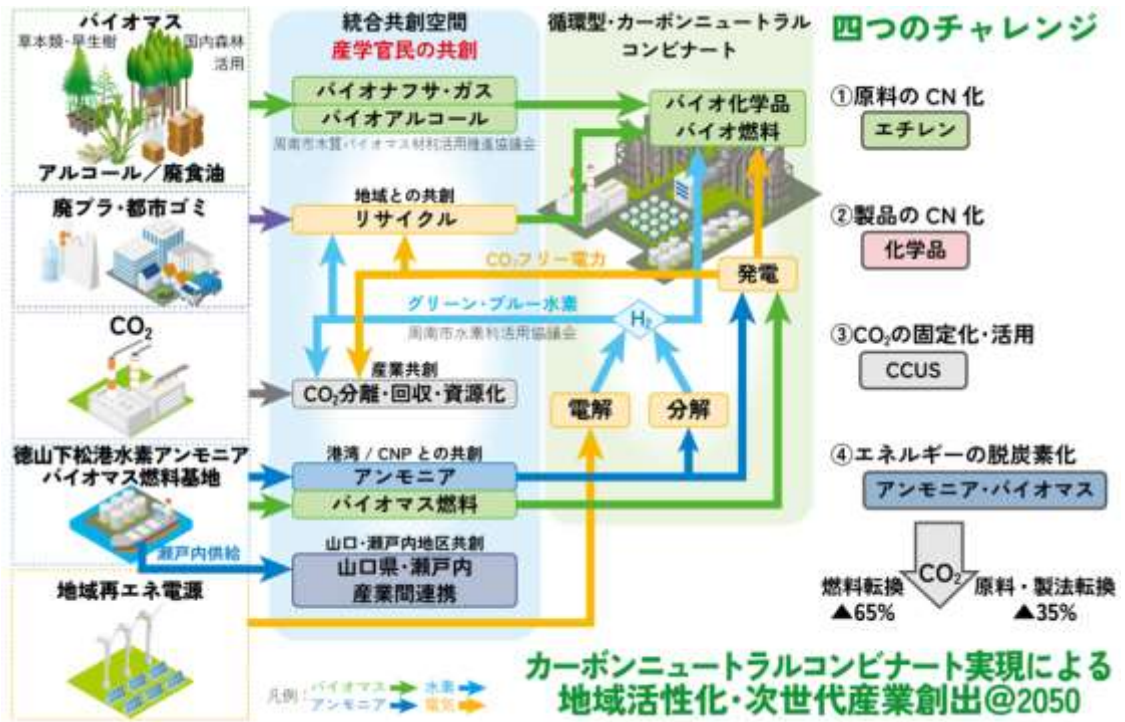 バイオマス
草本類・早生樹
国内森林
活用
アルコール／廃食油
廃プラ・都市ゴミ
CO₂
徳山下松港水素アンモニア
バイオマス燃料基地
瀬戸内供給
地域再エネ電源
統合共創空間
産学官民の共創
バイオナフサ・ガス
バイオアルコール
周南市木質バイオマス材利活用推進協議会
地域との共創
リサイクル
CO₂フリー電力
グリーン・ブルー水素
周南市水素利活用協議会
産業共創
CO₂分離・回収・資源化
港湾 / CNP との共創
アンモニア
バイオマス燃料
山口・瀬戸内地区共創
山口県・瀬戸内
産業間連携
循環型・カーボンニュートラル
コンビナート
バイオ化学品
バイオ燃料
発電
H₂
電解
分解
凡例：バイオマス 水素
アンモニア 電気
四つのチャレンジ
①原料の CN 化
エチレン
②製品の CN 化
化学品
③CO₂の固定化・活用
CCUS
④エネルギーの脱炭素化
アンモニア・バイオマス
CO₂
燃料転換
▲65%
原料・製法転換
▲35%
カーボンニュートラルコンビナート実現による
地域活性化・次世代産業創出@2050